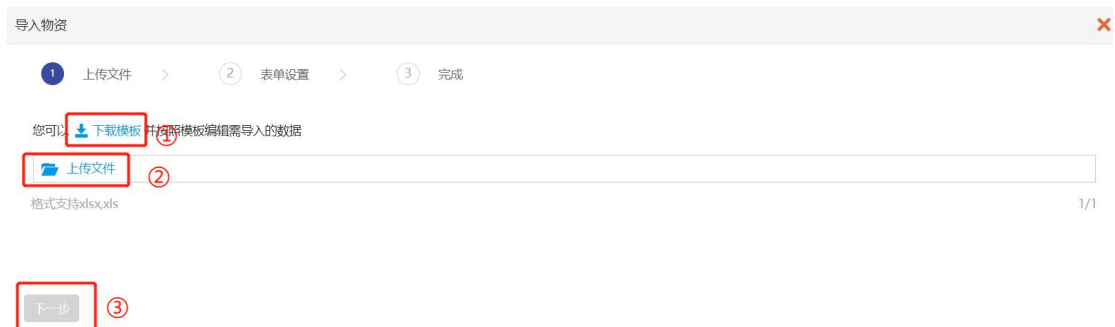 导入物资
1 上传文件 > 2 表单设置 > 3 完成
您可以 下载模板 并按照模板编辑需导入的数据
①
上传文件
②
格式支持xlsx,xls 1/1
下一步 ③